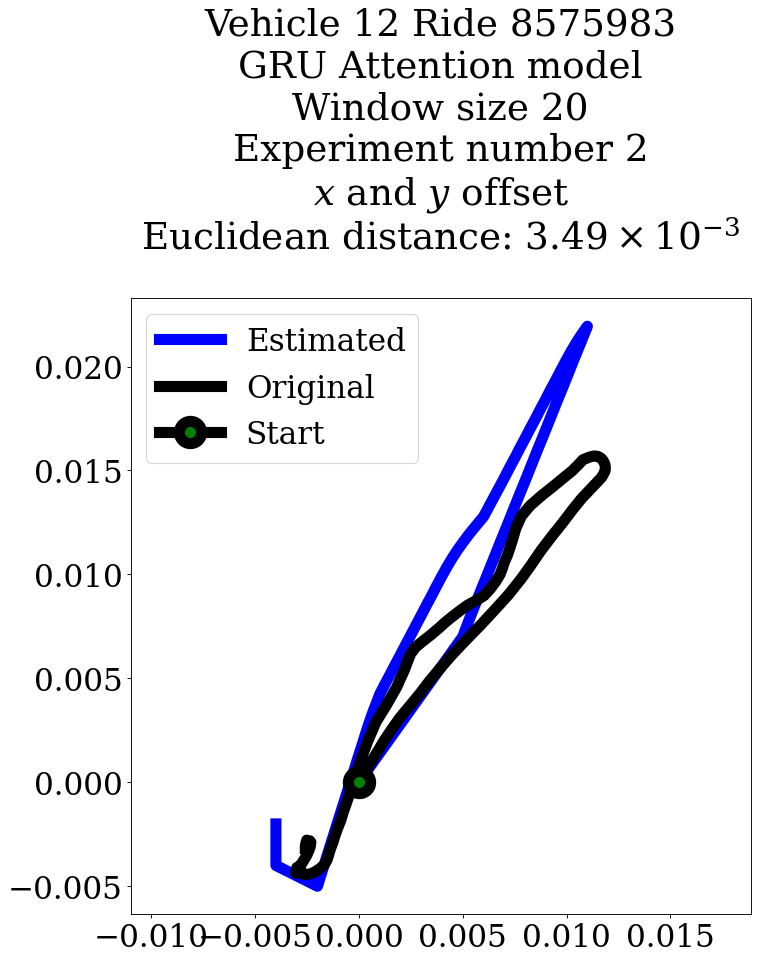 Vehicle 12 Ride 8575983
GRU Attention model
Window size 20
Experiment number 2
x and y offset
Euclidean distance: 3.49 × 10⁻³
Estimated
Original
Start
0.020
0.015
0.010
0.005
0.000
−0.005
−0.010 −0.005 0.000 0.005 0.010 0.015